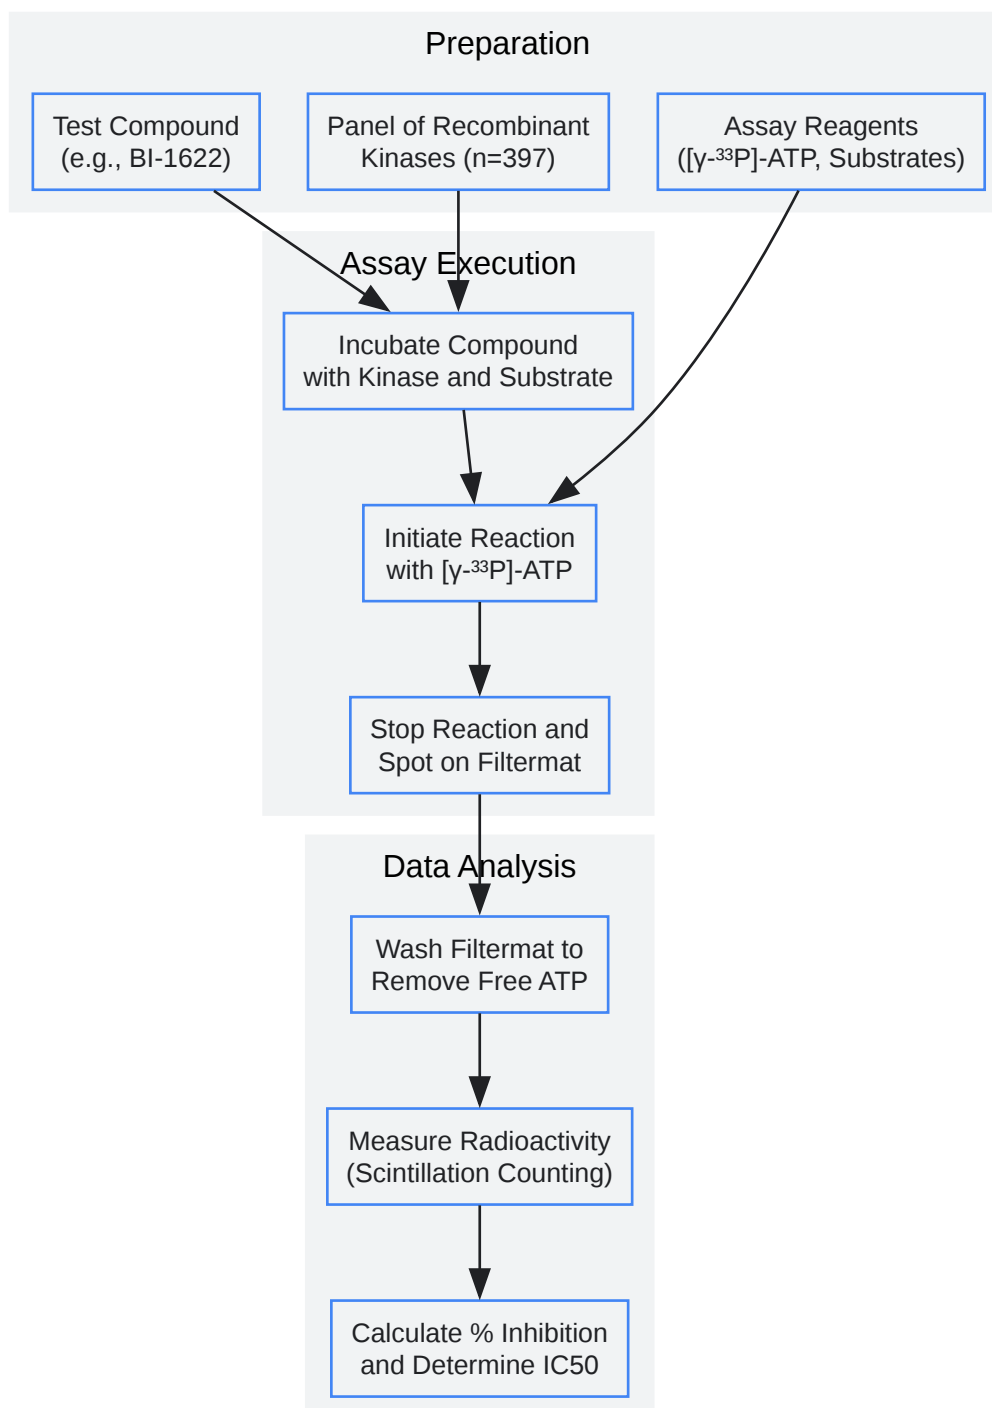 Preparation
Test Compound
(e.g., BI-1622)
Panel of Recombinant
Kinases (n=397)
Assay Reagents
([γ-³³P]-ATP, Substrates)
Assay Execution
Incubate Compound
with Kinase and Substrate
Initiate Reaction
with [γ-³³P]-ATP
Stop Reaction and
Spot on Filtermat
Data Analysis
Wash Filtermat to
Remove Free ATP
Measure Radioactivity
(Scintillation Counting)
Calculate % Inhibition
and Determine IC50